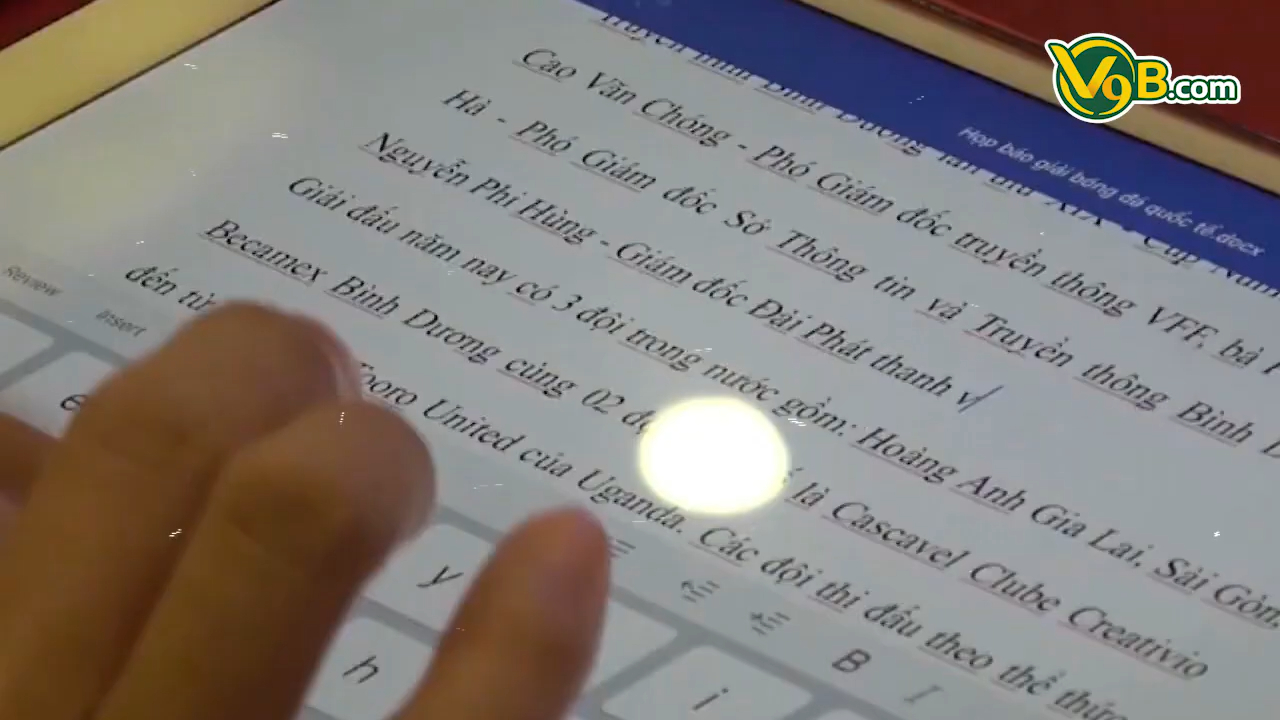 V9B.com
Họp báo giải bóng đá quốc tế.docx
Cao Văn Chóng - Phó Giám đốc truyền thông VFF, bà
Hà - Phó Giám đốc Sở Thông tin và Truyền thông Bình
Nguyễn Phi Hùng - Giám đốc Đài Phát thanh v
Giải đấu năm nay có 3 đội trong nước gồm: Hoàng Anh Gia Lai, Sài Gòn,
Becamex Bình Dương cùng 02 là Cascavel Clube Creativio
đến từ Tooro United của Uganda. Các đội thi đấu theo thể thức
Review
Insert
B I
e y
h j